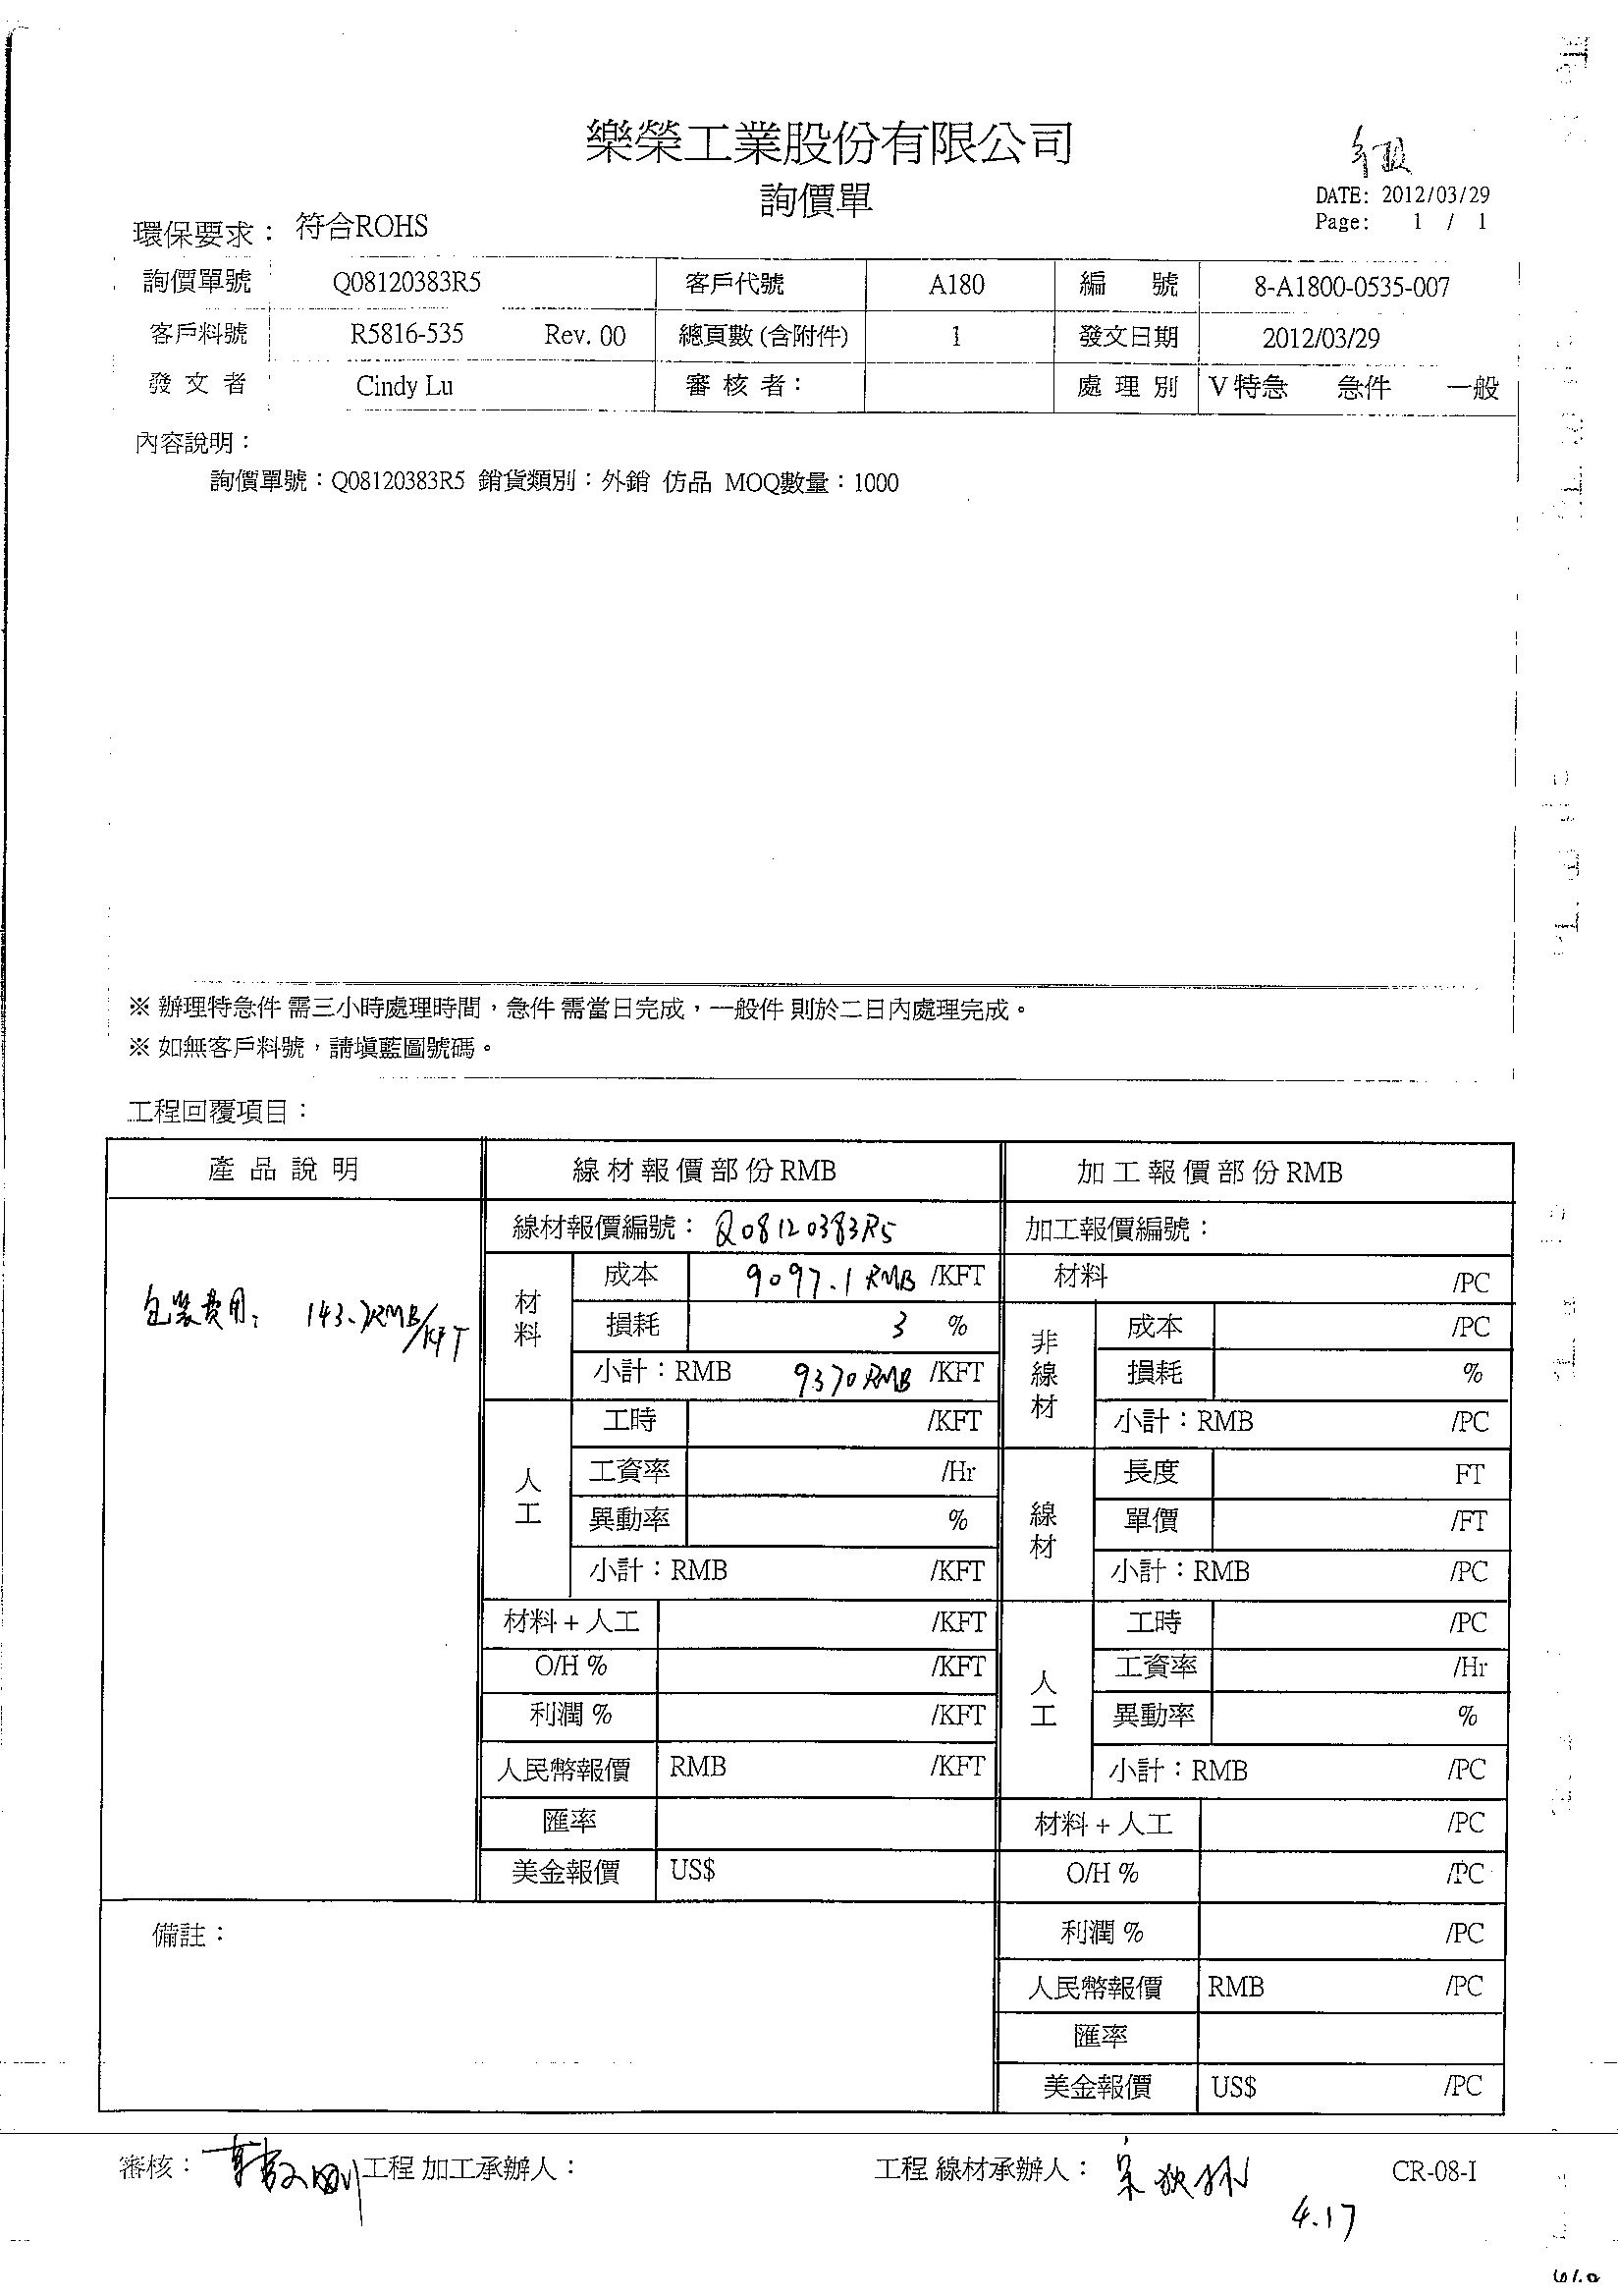 樂榮工業股份有限公司
詢價單
DATE: 2012/03/29
Page: 1 / 1
環保要求： 符合ROHS
詢價單號 Q08120383R5 客戶代號 A180 編 號 8-A1800-0535-007
客戶料號 R5816-535 Rev. 00 總頁數(含附件) 1 發文日期 2012/03/29
發 文 者 Cindy Lu 審 核 者： 處 理 別 V 特急 急件 一般
內容說明：
詢價單號：Q08120383R5 銷貨類別：外銷 仿品 MOQ數量：1000
※ 辦理特急件 需三小時處理時間，急件 需當日完成，一般件 則於二日內處理完成。
※ 如無客戶料號，請填藍圖號碼。
工程回覆項目：
產 品 說 明 線 材 報 價 部 份 RMB 加 工 報 價 部 份 RMB
包裝費用： 143.2RMB/KFT
線材報價編號： Q08120383R5
材料
成本 9097.1 RMB /KFT
損耗 3 %
小計：RMB 9370 RMB /KFT
人工
工時 /KFT
工資率 /Hr
異動率 %
小計：RMB /KFT
材料 + 人工 /KFT
O/H % /KFT
利潤 % /KFT
人民幣報價 RMB /KFT
匯率
美金報價 US$
加工報價編號：
材料 /PC
非線材
成本 /PC
損耗 %
小計：RMB /PC
線材
長度 FT
單價 /FT
小計：RMB /PC
人工
工時 /PC
工資率 /Hr
異動率 %
小計：RMB /PC
材料 + 人工 /PC
O/H % /PC
利潤 % /PC
人民幣報價 RMB /PC
匯率
美金報價 US$ /PC
備註：
審核： 工程 加工承辦人： 工程 線材承辦人： CR-08-I
4.17